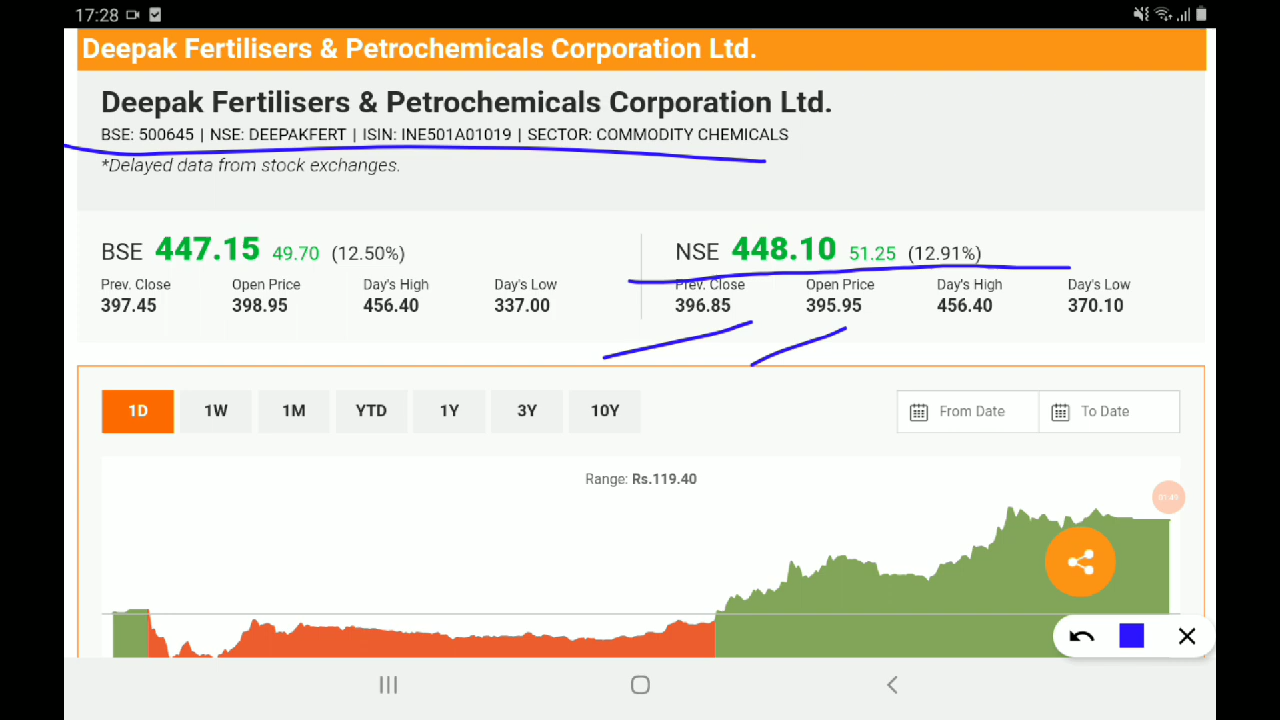 17:28
Deepak Fertilisers & Petrochemicals Corporation Ltd.
Deepak Fertilisers & Petrochemicals Corporation Ltd.
BSE: 500645 | NSE: DEEPAKFERT | ISIN: INE501A01019 | SECTOR: COMMODITY CHEMICALS
*Delayed data from stock exchanges.
BSE 447.15 49.70 (12.50%) NSE 448.10 51.25 (12.91%)
Prev. Close Open Price Day's High Day's Low Prev. Close Open Price Day's High Day's Low
397.45 398.95 456.40 337.00 396.85 395.95 456.40 370.10
1D 1W 1M YTD 1Y 3Y 10Y From Date To Date
Range: Rs.119.40